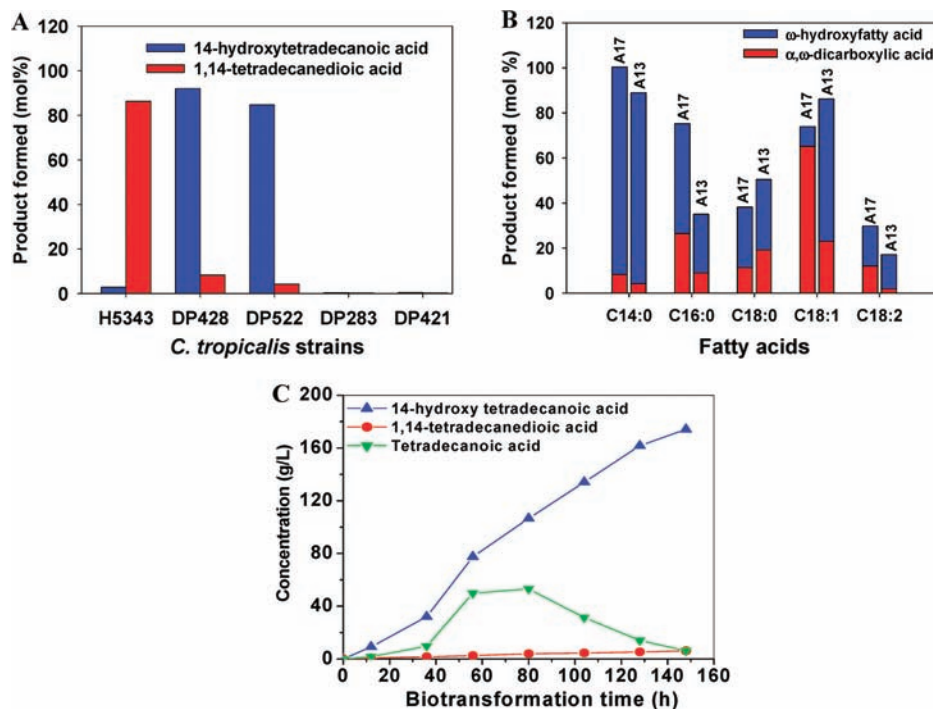 A
Product formed (mol%)
120
100
80
60
40
20
0
14-hydroxytetradecanoic acid
1,14-tetradecanedioic acid
H5343 DP428 DP522 DP283 DP421
C. tropicalis strains
B
Product formed (mol %)
120
100
80
60
40
20
0
ω-hydroxyfatty acid
α,ω-dicarboxylic acid
A17 A13 A17 A13 A17 A13 A17 A13 A17 A13
C14:0 C16:0 C18:0 C18:1 C18:2
Fatty acids
C
Concentration (g/L)
200
160
120
80
40
0
14-hydroxy tetradecanoic acid
1,14-tetradecanedioic acid
Tetradecanoic acid
0 20 40 60 80 100 120 140 160
Biotransformation time (h)